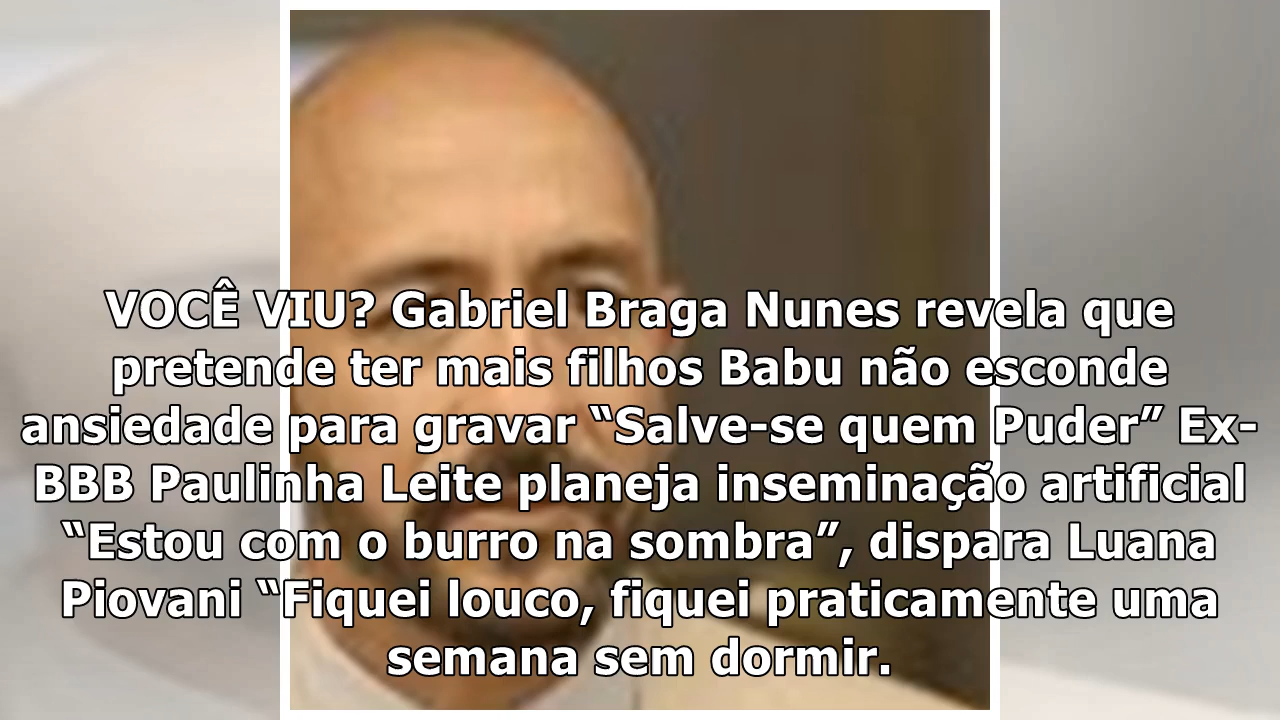 VOCÊ VIU? Gabriel Braga Nunes revela que
pretende ter mais filhos Babu não esconde
ansiedade para gravar “Salve-se quem Puder” Ex-
BBB Paulinha Leite planeja inseminação artificial
“Estou com o burro na sombra”, dispara Luana
Piovani “Fiquei louco, fiquei praticamente uma
semana sem dormir.